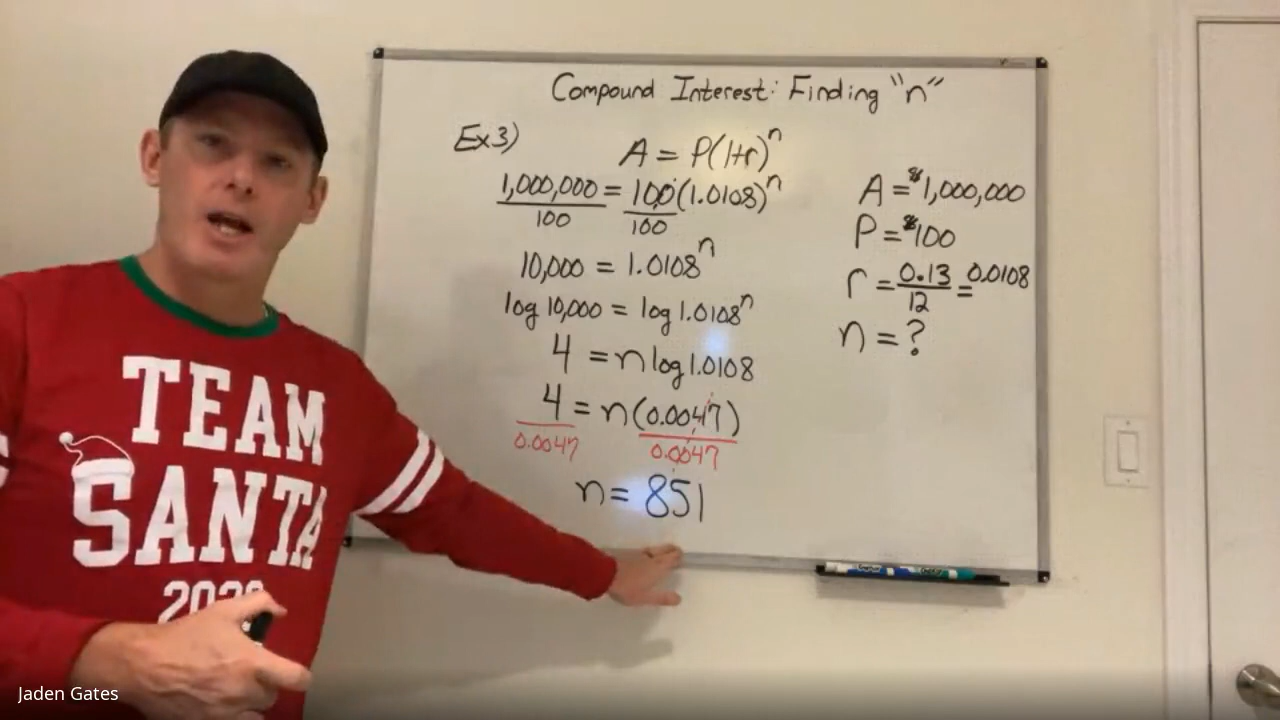 Compound Interest: Finding "n"
Ex3)
A = P(1+r)^n
1,000,000 = 100(1.0108)^n
100 100
10,000 = 1.0108^n
log 10,000 = log 1.0108^n
4 = n log 1.0108
4 = n(0.0047)
0.0047 0.0047
n = 851
A = $1,000,000
P = $100
r = 0.13 = 0.0108
12
n = ?
TEAM
SANTA
Jaden Gates